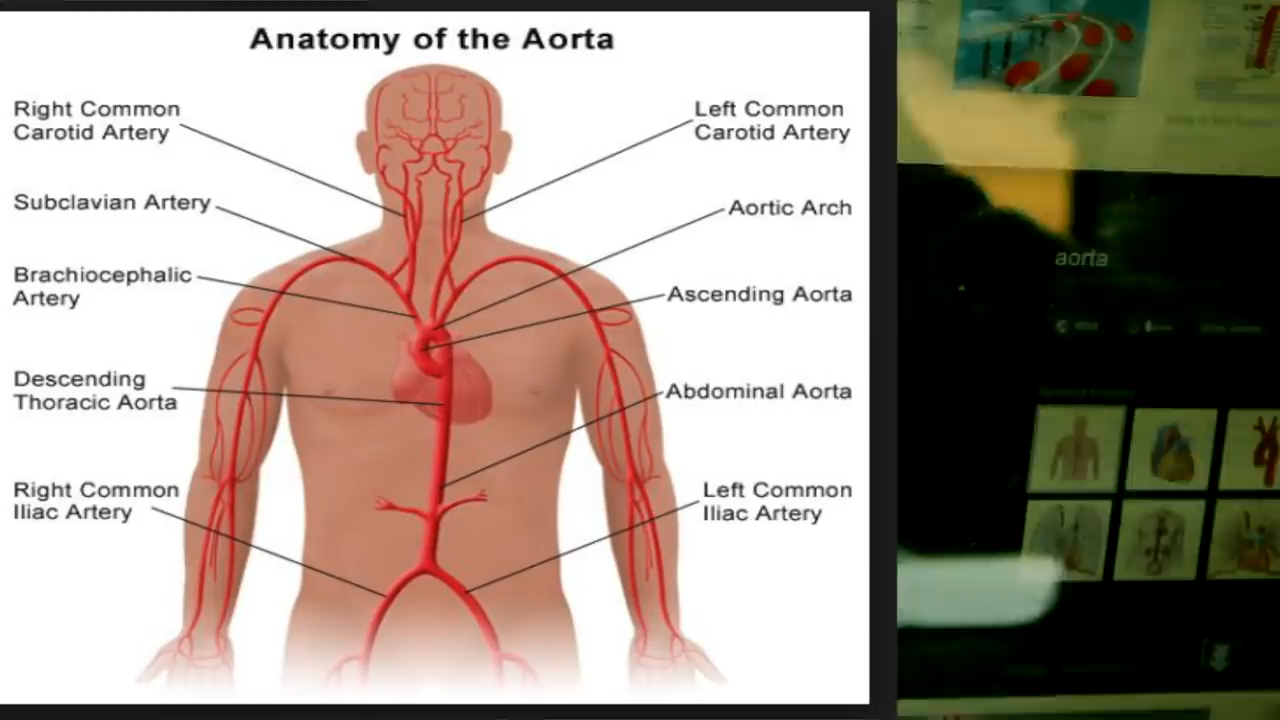 Anatomy of the Aorta
Right Common
Carotid Artery
Left Common
Carotid Artery
Subclavian Artery
Aortic Arch
Brachiocephalic
Artery
Ascending Aorta
Descending
Thoracic Aorta
Abdominal Aorta
Right Common
Iliac Artery
Left Common
Iliac Artery
aorta